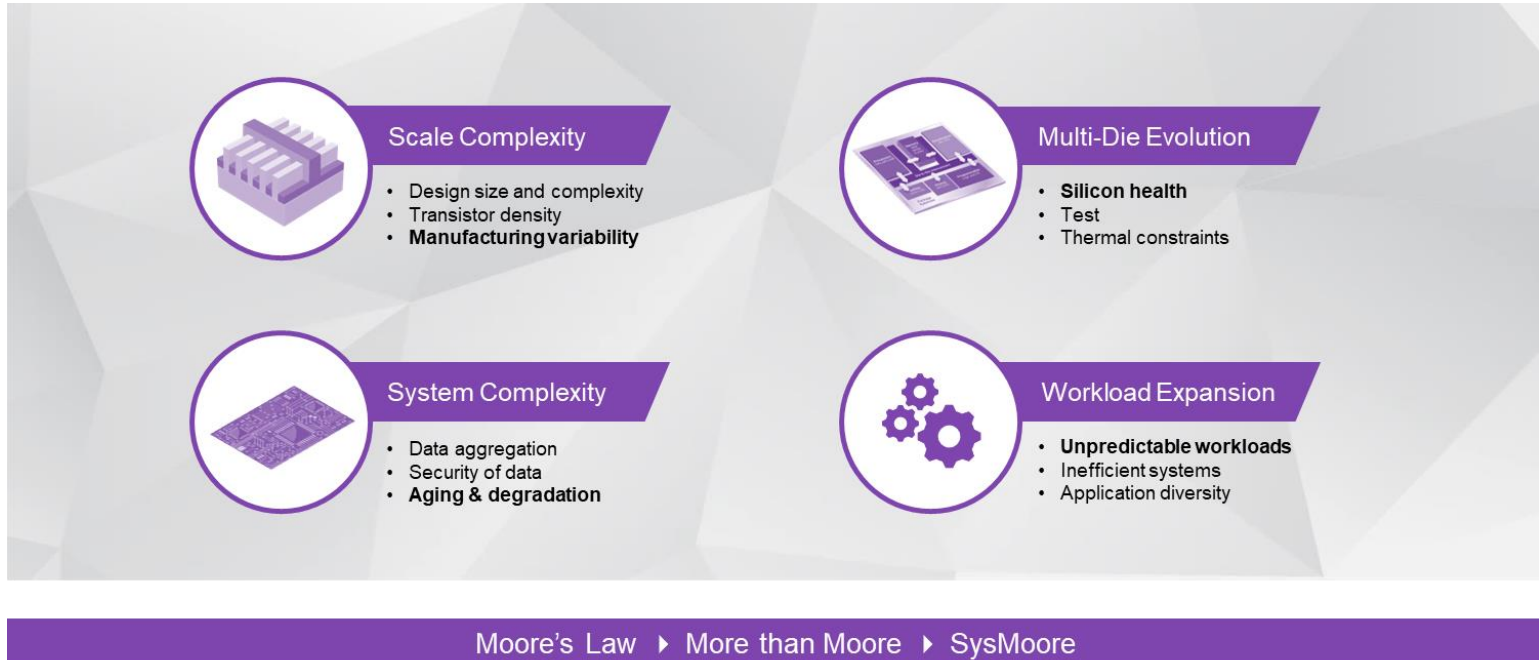 Scale Complexity
• Design size and complexity
• Transistor density
• Manufacturing variability
Multi-Die Evolution
• Silicon health
• Test
• Thermal constraints
System Complexity
• Data aggregation
• Security of data
• Aging & degradation
Workload Expansion
• Unpredictable workloads
• Inefficient systems
• Application diversity
Moore's Law ▸ More than Moore ▸ SysMoore